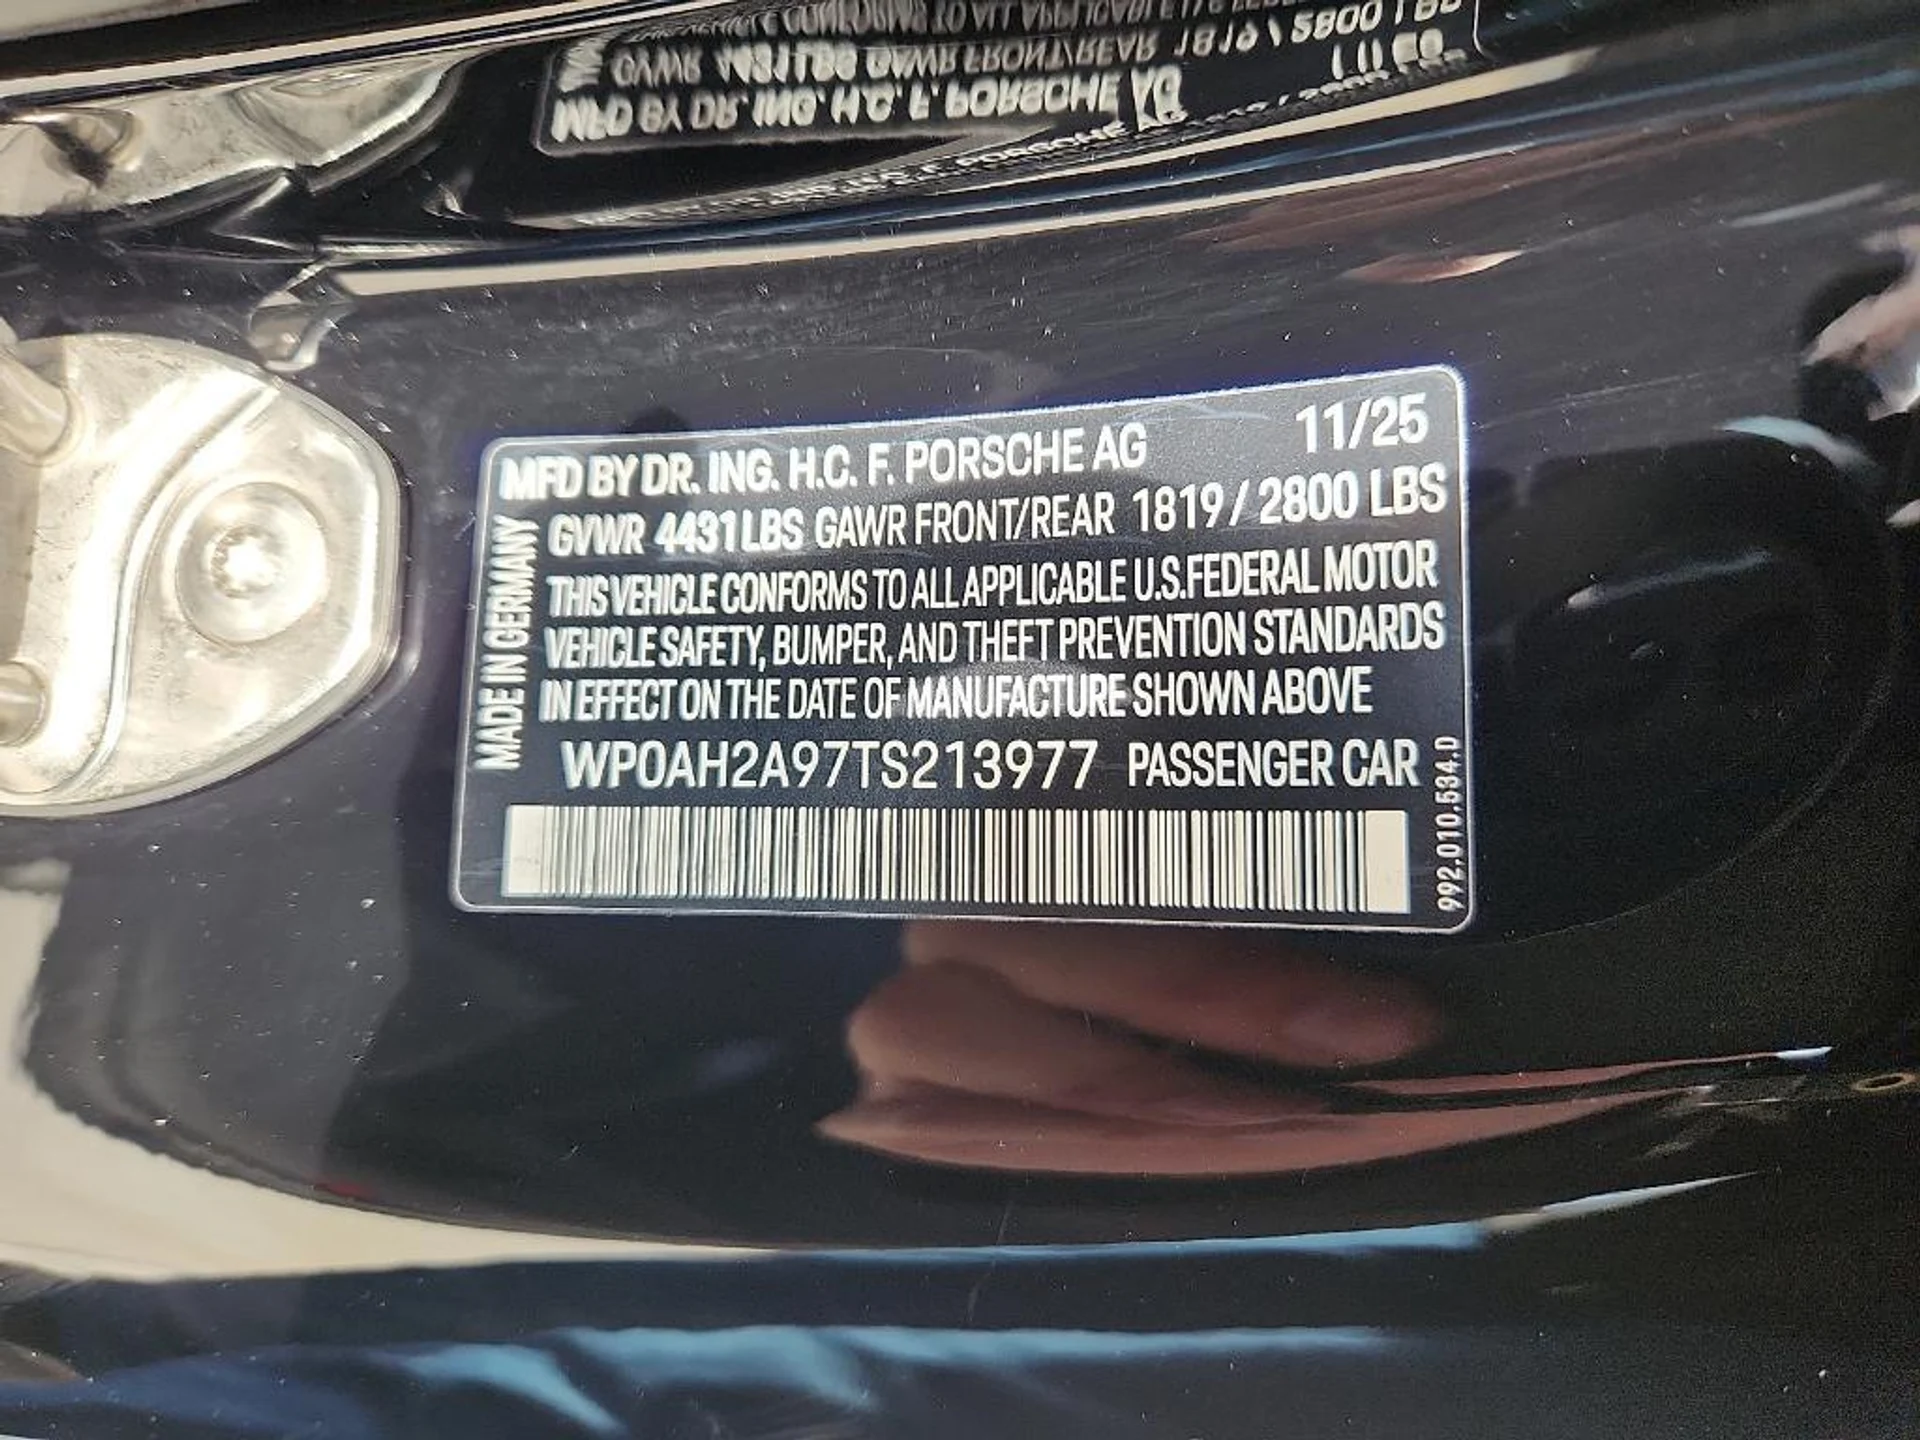 MFD BY DR. ING. H.C. F. PORSCHE AG 11/25
GVWR 4431LBS GAWR FRONT/REAR 1819 / 2800 LBS
THIS VEHICLE CONFORMS TO ALL APPLICABLE U.S.FEDERAL MOTOR
VEHICLE SAFETY, BUMPER, AND THEFT PREVENTION STANDARDS
IN EFFECT ON THE DATE OF MANUFACTURE SHOWN ABOVE
WP0AH2A97TS213977 PASSENGER CAR
MADE IN GERMANY
992.010.534.D